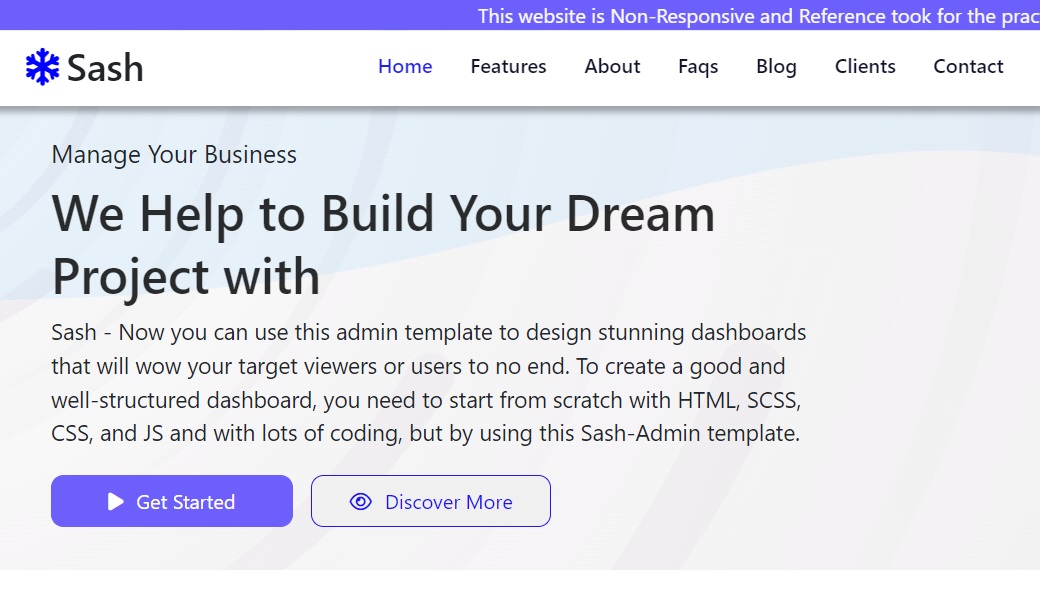 This website is Non-Responsive and Reference took for the
Sash
Home Features About Faqs Blog Clients Contact
Manage Your Business
We Help to Build Your Dream
Project with
Sash - Now you can use this admin template to design stunning dashboards
that will wow your target viewers or users to no end. To create a good and
well-structured dashboard, you need to start from scratch with HTML, SCSS,
CSS, and JS and with lots of coding, but by using this Sash-Admin template.
Get Started Discover More